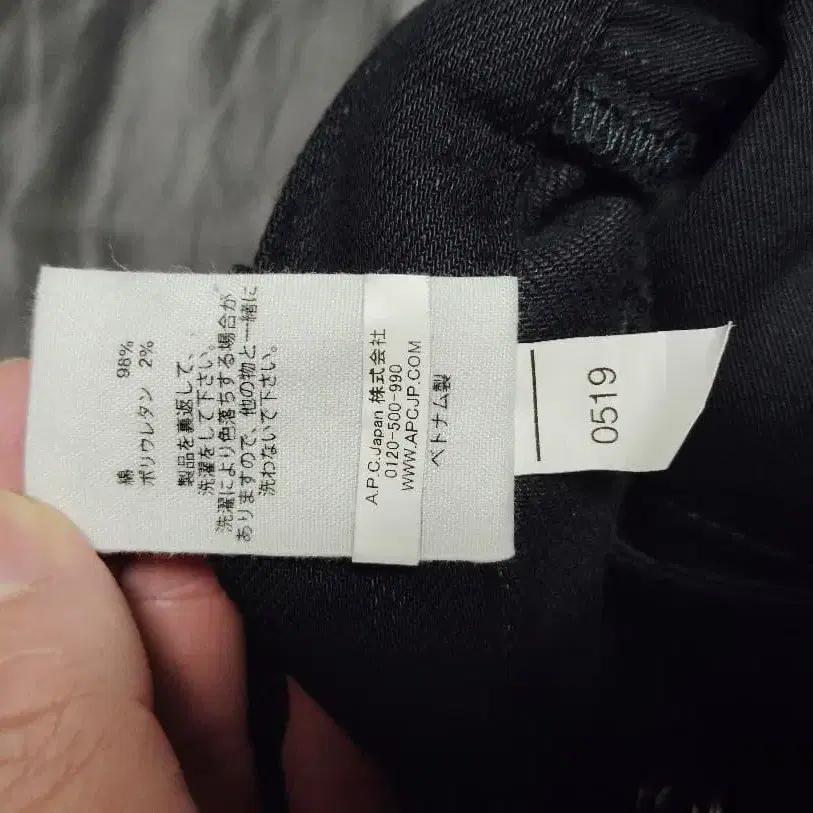 綿 98%
ポリウレタン 2%
製品を裏返して、
洗濯をして下さい。
洗濯により色落ちする場合が
ありますので、他の物と一緒に
洗わないで下さい。
A.P.C.Japan 株式会社
0120-500-990
WWW.APCJP.COM
ベトナム製
0519